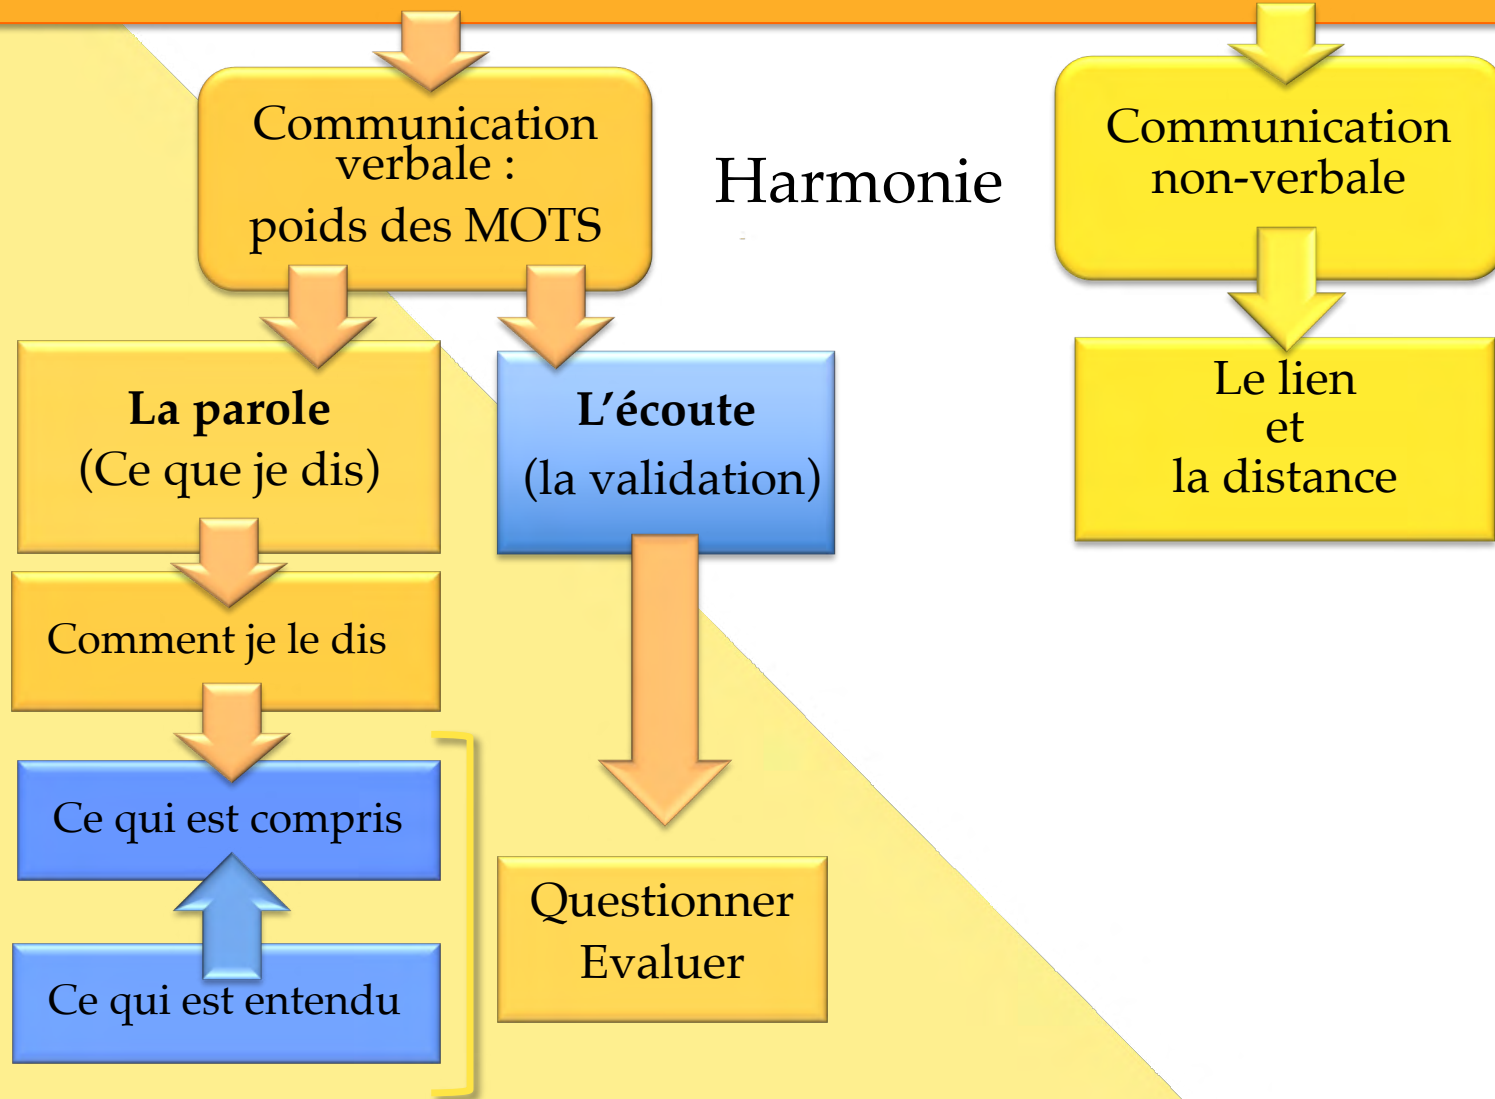 Communication
verbale :
poids des MOTS
Harmonie
Communication
non-verbale
La parole
(Ce que je dis)
L’écoute
(la validation)
Le lien
et
la distance
Comment je le dis
Ce qui est compris
Ce qui est entendu
Questionner
Evaluer